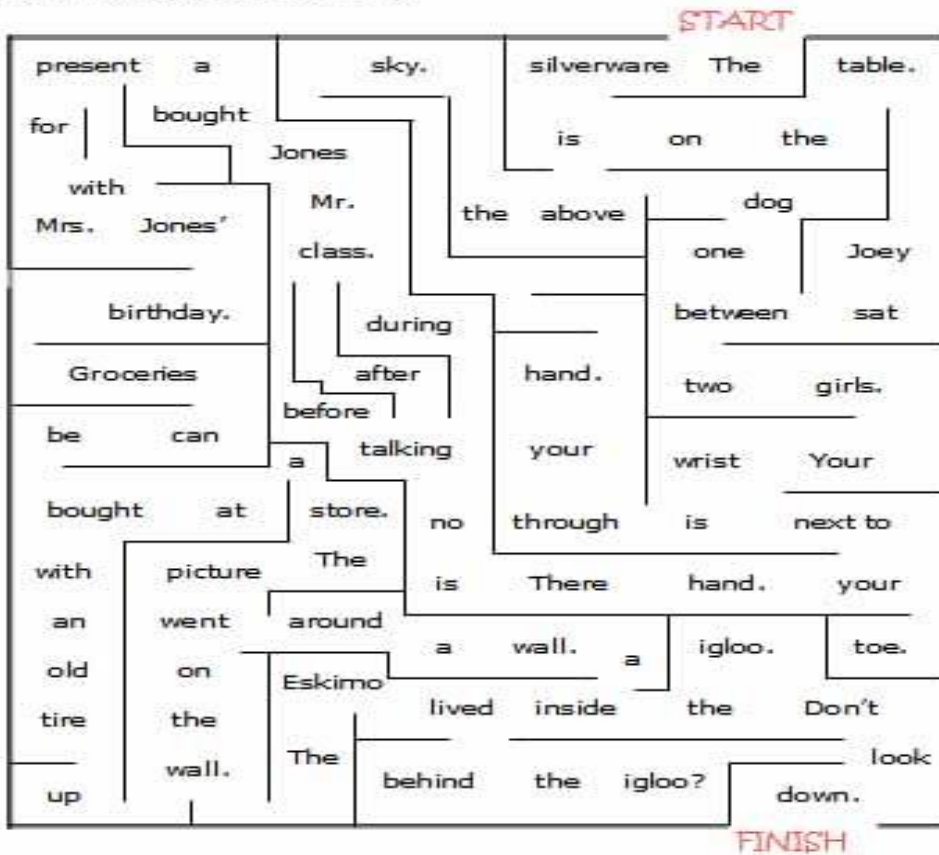 START
present a sky. silverware The table.
for bought is on the
Jones
with Mr. the above dog
Mrs. Jones’ class. one Joey
birthday. during between sat
Groceries after hand. two girls.
before
be can a talking your wrist Your
bought at store. no through is next to
with picture The is There hand. your
an went around a wall. a igloo. toe.
old on Eskimo
tire the lived inside the Don’t
wall. The behind the igloo? look
up down.
FINISH